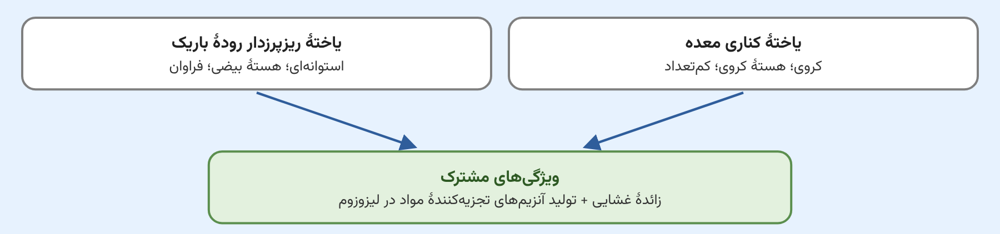 یاختهٔ کناری معده
کروی؛ هستهٔ کروی؛ کم‌تعداد
یاختهٔ ریزپرزدار رودهٔ باریک
استوانه‌ای؛ هستهٔ بیضی؛ فراوان
ویژگی‌های مشترک
زائدهٔ غشایی + تولید آنزیم‌های تجزیه‌کنندهٔ مواد در لیزوزوم